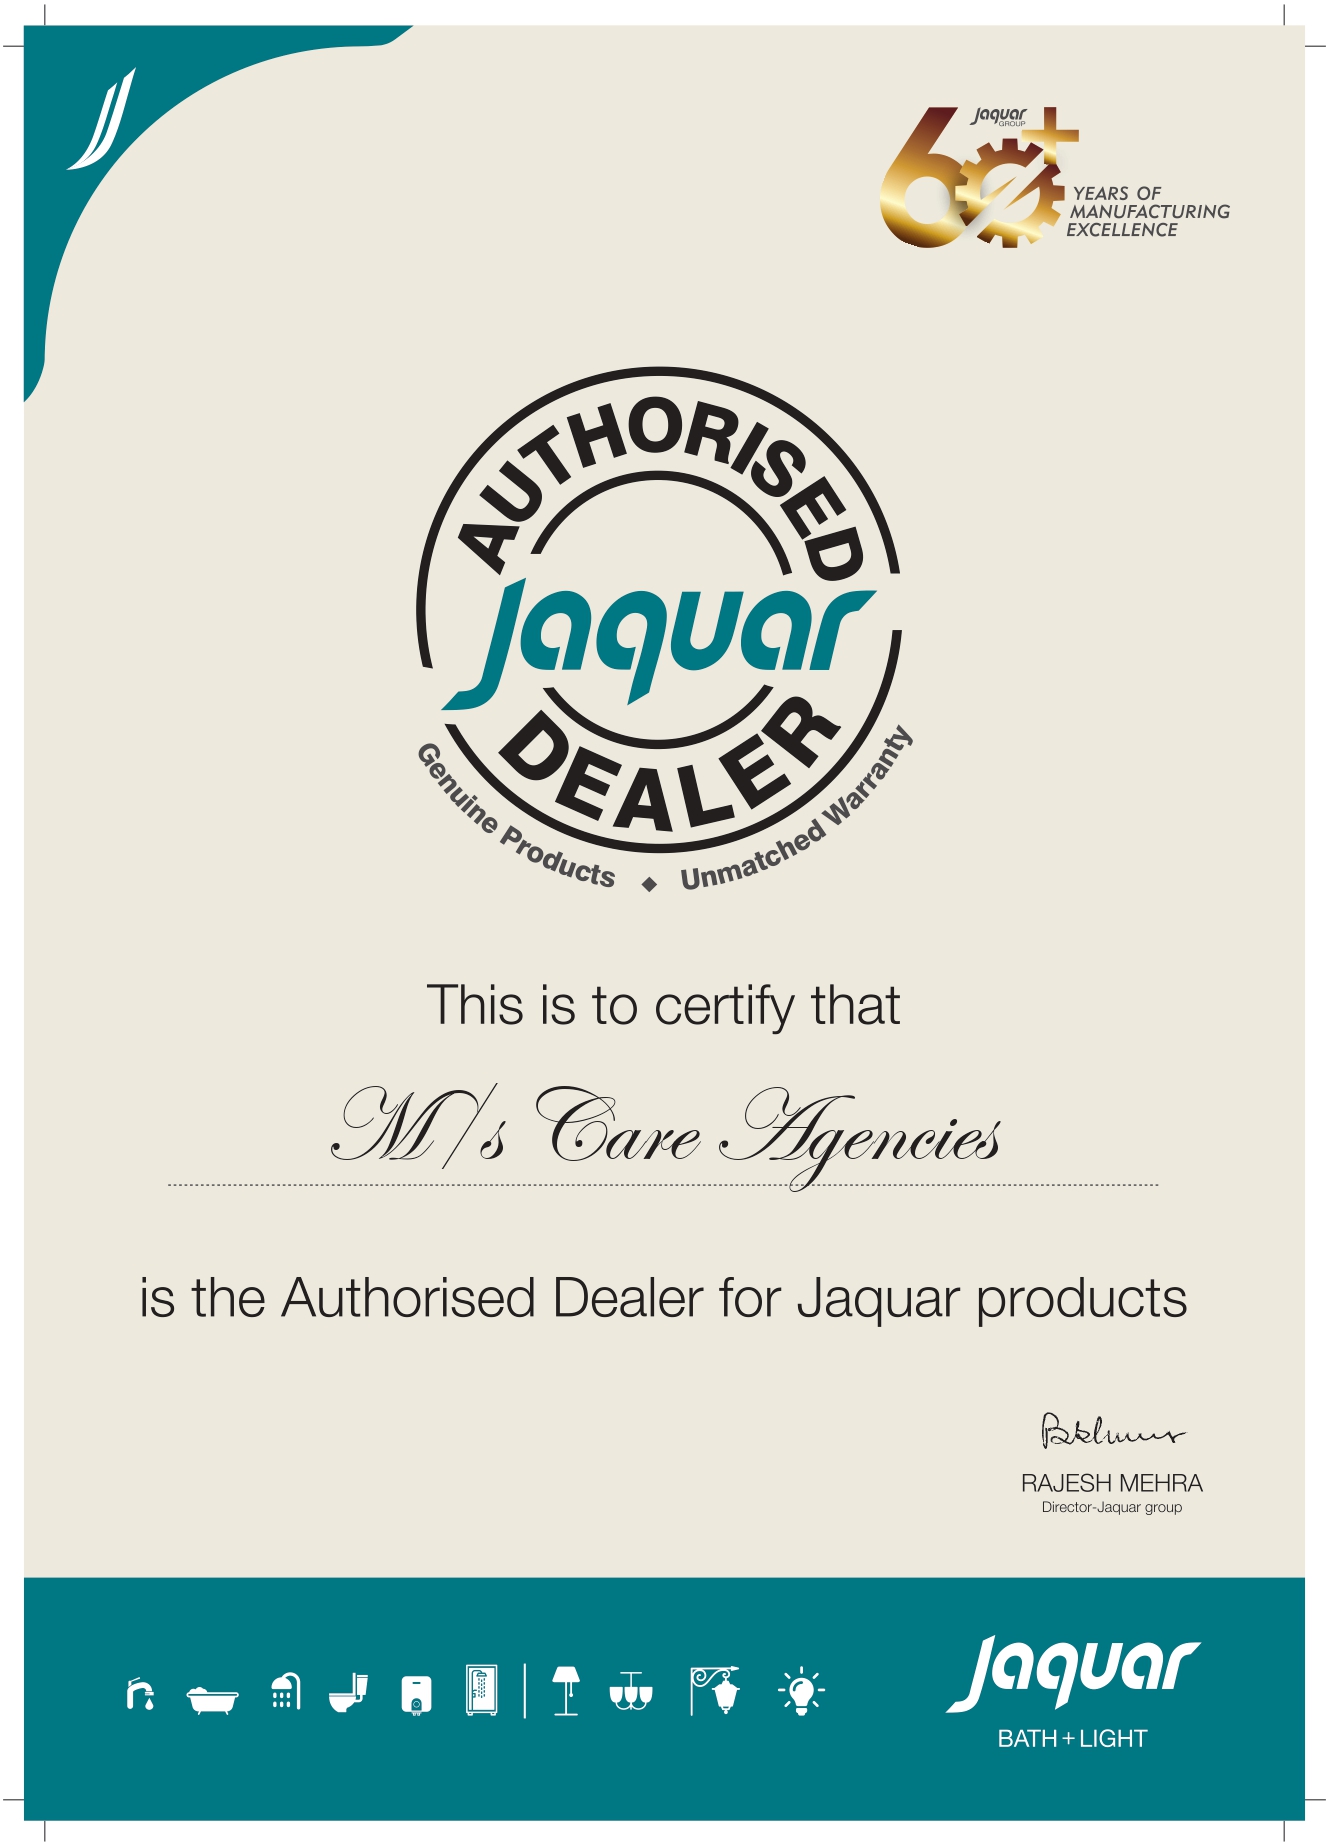 Jaquar
GROUP
60+
YEARS OF
MANUFACTURING
EXCELLENCE
AUTHORISED
Jaquar
DEALER
Genuine Products ◆ Unmatched Warranty
This is to certify that
M/s Care Agencies
is the Authorised Dealer for Jaquar products
RAJESH MEHRA
Director-Jaquar group
Jaquar
BATH+LIGHT